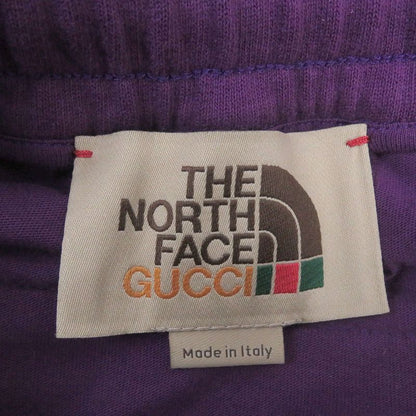 THE
NORTH
FACE
GUCCI
Made in Italy